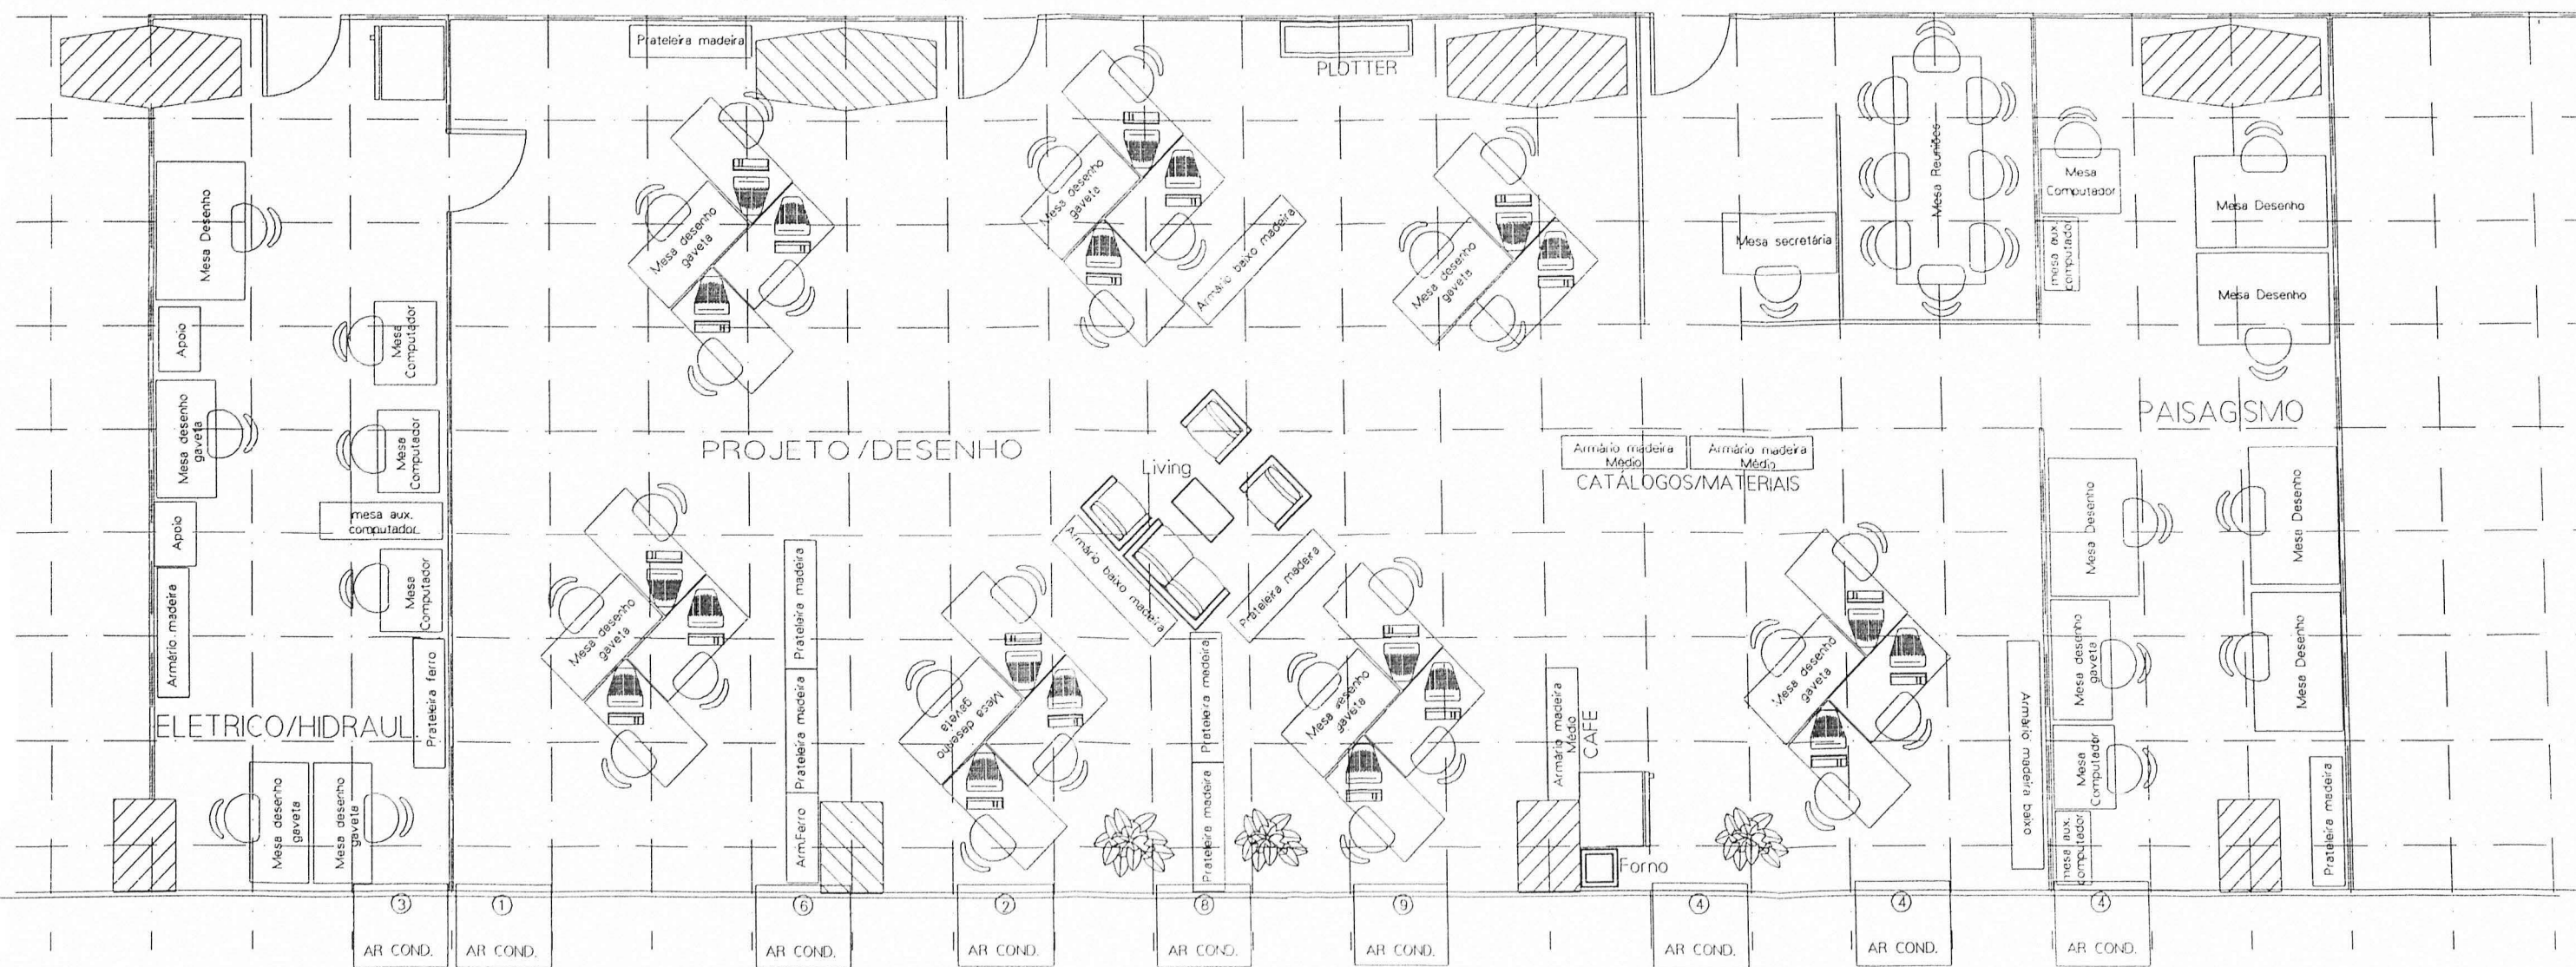 Prateleira madeira
PLOTTER
Mesa Desenho
Apoio
Mesa desenho
gaveta
Apoio
Armário madeira
Mesa
Computador
Mesa
Computador
mesa aux.
computador
Mesa
Computador
Prateleira ferro
ELETRICO/HIDRAUL.
Mesa desenho
gaveta
Mesa desenho
gaveta
Mesa desenho
gaveta
Mesa desenho
gaveta
Armário baixo madeira
Mesa desenho
gaveta
PROJETO/DESENHO
Living
Armário baixo madeira
Prateleira madeira
Mesa desenho
gaveta
Prateleira madeira
Prateleira madeira
Arm.Ferro
Mesa desenho
gaveta
Prateleira madeira
Prateleira madeira
Mesa desenho
gaveta
Mesa secretária
Mesa Reuniões
Armário madeira
Médio
Armário madeira
Médio
CATÁLOGOS/MATERIAIS
Armário madeira
Médio
CAFE
Forno
Mesa desenho
gaveta
Armário madeira baixo
Mesa
Computador
mesa aux.
computador
Mesa Desenho
Mesa Desenho
PAISAGISMO
Mesa Desenho
Mesa desenho
gaveta
Mesa
Computador
mesa aux.
computador
Mesa Desenho
Mesa Desenho
Prateleira madeira
3
1
6
2
8
9
4
4
4
AR COND.
AR COND.
AR COND.
AR COND.
AR COND.
AR COND.
AR COND.
AR COND.
AR COND.